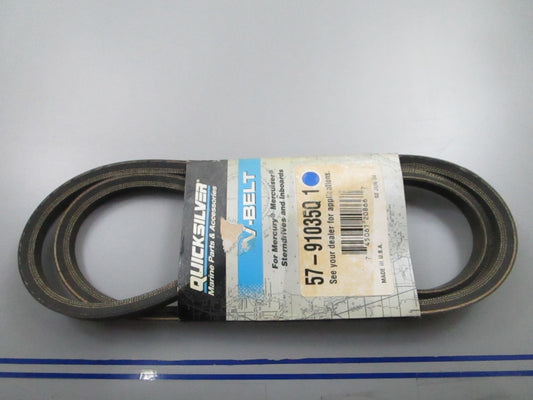 QUICKSILVER
Marine Parts & Accessories
V-BELT
For Mercury® Mercruiser®
Sterndrives and Inboards
57-91035Q 1
See your dealer for applications.
MADE IN U.S.A.